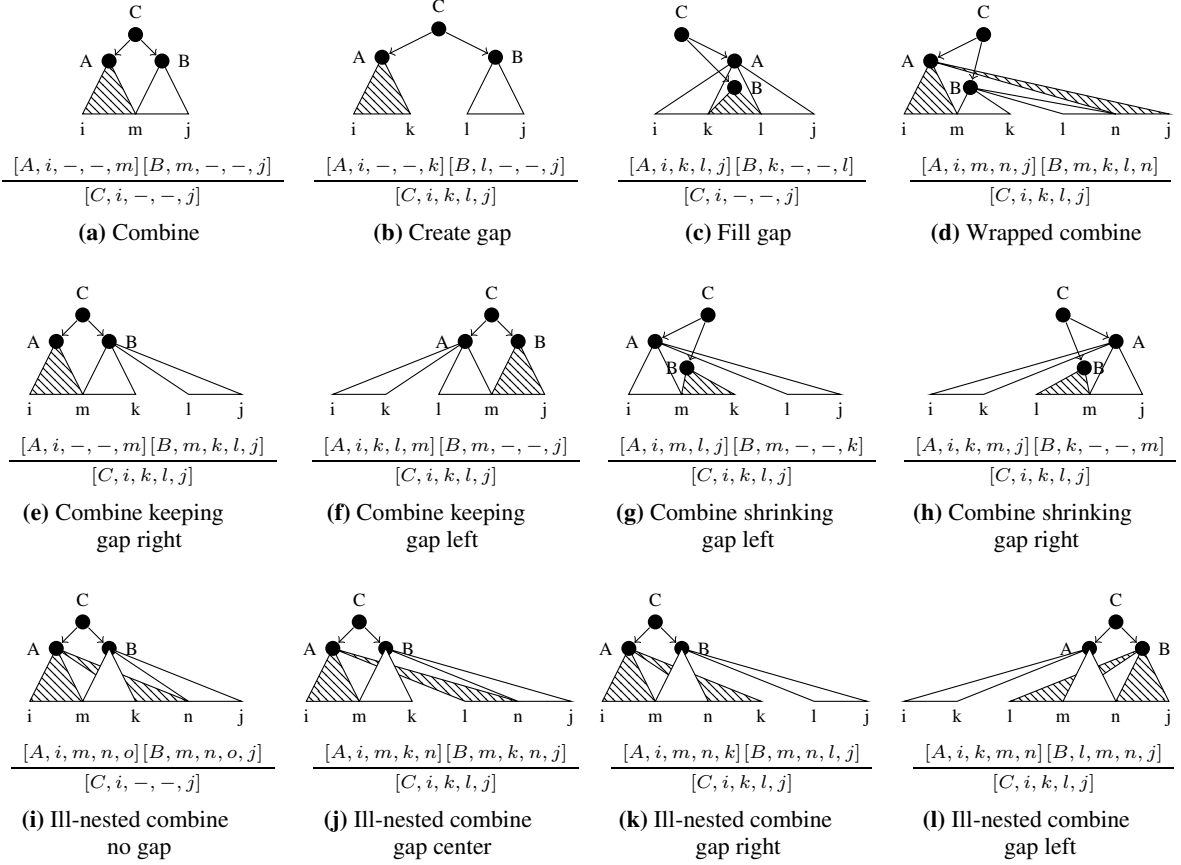 C
A B
i m j
[A, i, −, −, m][B, m, −, −, j]
[C, i, −, −, j]
(a) Combine
C
A B
i k l j
[A, i, −, −, k][B, l, −, −, j]
[C, i, k, l, j]
(b) Create gap
C
A
B
i k l j
[A, i, k, l, j][B, k, −, −, l]
[C, i, −, −, j]
(c) Fill gap
C
A
B
i m k l n j
[A, i, m, n, j][B, m, k, l, n]
[C, i, k, l, j]
(d) Wrapped combine
C
A B
i m k l j
[A, i, −, −, m][B, m, k, l, j]
[C, i, k, l, j]
(e) Combine keeping
gap right
C
A B
i k l m j
[A, i, k, l, m][B, m, −, −, j]
[C, i, k, l, j]
(f) Combine keeping
gap left
C
A
B
i m k l j
[A, i, m, l, j][B, m, −, −, k]
[C, i, k, l, j]
(g) Combine shrinking
gap left
C
A
B
i k l m j
[A, i, k, m, j][B, k, −, −, m]
[C, i, k, l, j]
(h) Combine shrinking
gap right
C
A B
i m k n j
[A, i, m, n, o][B, m, n, o, j]
[C, i, −, −, j]
(i) Ill-nested combine
no gap
C
A B
i m k l n j
[A, i, m, k, n][B, m, k, n, j]
[C, i, k, l, j]
(j) Ill-nested combine
gap center
C
A B
i m n k l j
[A, i, m, n, k][B, m, n, l, j]
[C, i, k, l, j]
(k) Ill-nested combine
gap right
C
A B
i k l m n j
[A, i, k, m, n][B, l, m, n, j]
[C, i, k, l, j]
(l) Ill-nested combine
gap left